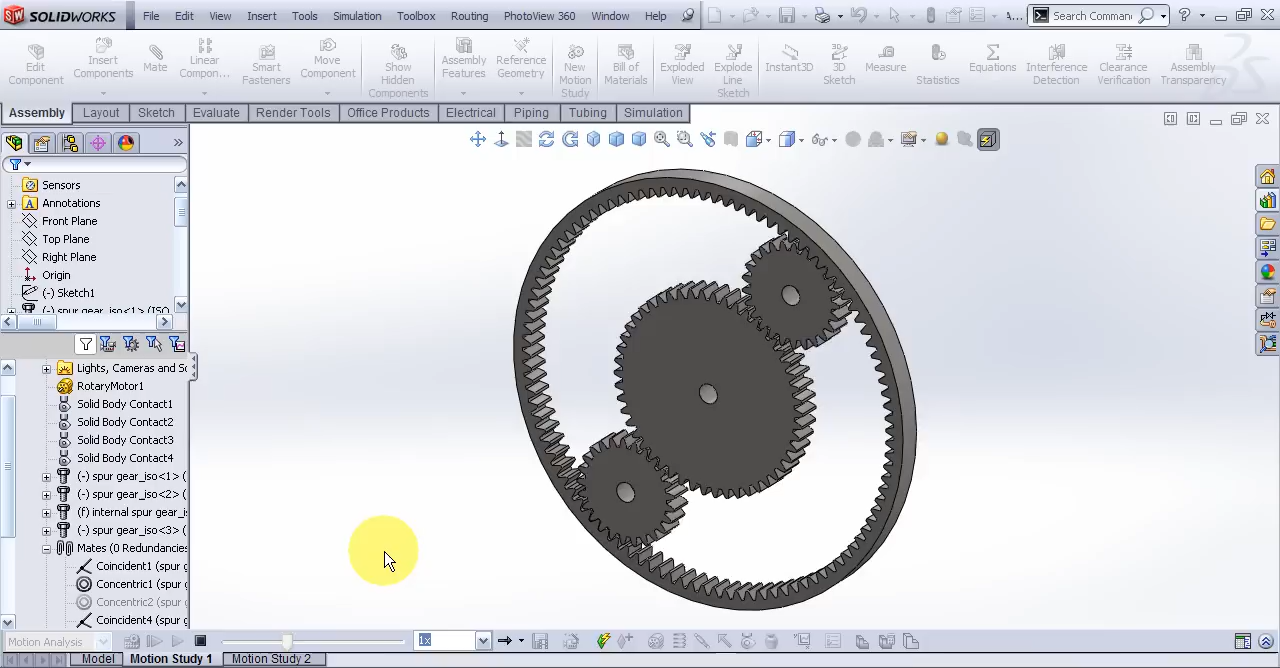 SOLIDWORKS File Edit View Insert Tools Simulation Toolbox Routing PhotoView 360 Window Help A... Search Comman ?
Edit Component
Insert Components
Mate
Linear Compon...
Smart Fasteners
Move Component
Show Hidden Components
Assembly Features
Reference Geometry
New Motion Study
Bill of Materials
Exploded View
Explode Line Sketch
Instant3D
3D Sketch
Measure
Statistics
Equations
Interference Detection
Clearance Verification
Assembly Transparency
Assembly Layout Sketch Evaluate Render Tools Office Products Electrical Piping Tubing Simulation
Sensors
Annotations
Front Plane
Top Plane
Right Plane
Origin
(-) Sketch1
(-) spur gear_iso<1> (ISO
Lights, Cameras and Sc
RotaryMotor1
Solid Body Contact1
Solid Body Contact2
Solid Body Contact3
Solid Body Contact4
(-) spur gear_iso<1> (
(-) spur gear_iso<2> (
(f) internal spur gear_is
(-) spur gear_iso<3> (
Mates (0 Redundancies
Coincident1 (spur g
Concentric1 (spur g
Concentric2 (spur g
Coincident4 (spur g
Motion Analysis 1x
Model Motion Study 1 Motion Study 2